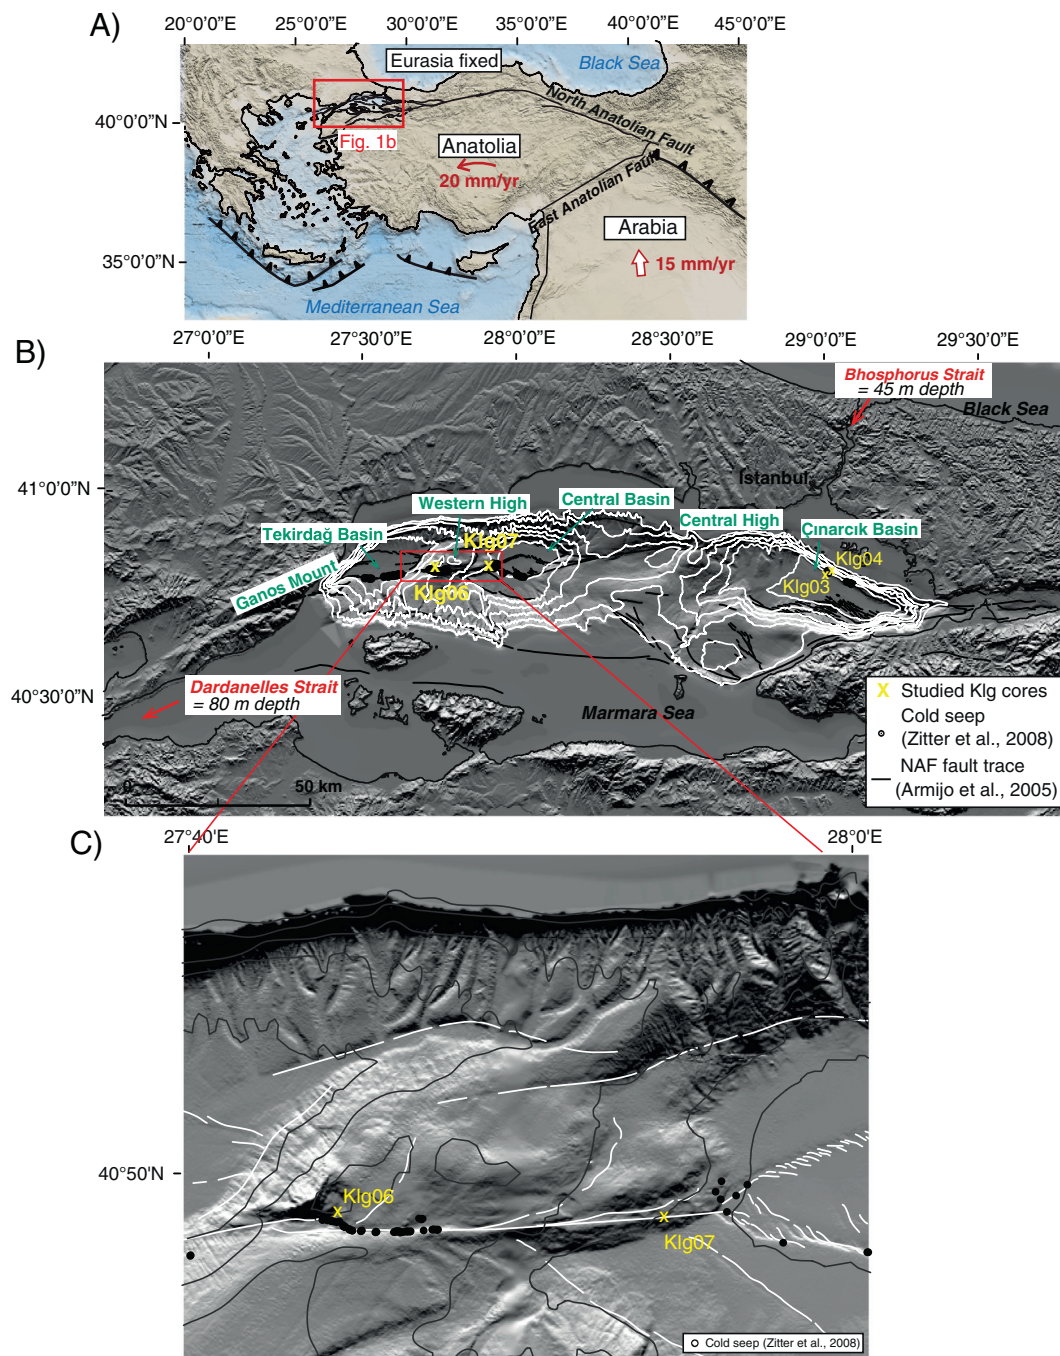 A)
20°0'0"E 25°0'0"E 30°0'0"E 35°0'0"E 40°0'0"E 45°0'0"E
Eurasia fixed
Black Sea
North Anatolian Fault
40°0'0"N
Fig. 1b
Anatolia
20 mm/yr
East Anatolian Fault
Arabia
15 mm/yr
35°0'0"N
Mediterranean Sea
27°0'0"E 27°30'0"E 28°0'0"E 28°30'0"E 29°0'0"E 29°30'0"E
B)
Bhosphorus Strait
= 45 m depth
Black Sea
41°0'0"N
Istanbul
Western High
Central Basin
Central High
Çınarcık Basin
Tekirdağ Basin
Klg07
Klg04
Ganos Mount
Klg06
Klg03
Dardanelles Strait
= 80 m depth
40°30'0"N
Marmara Sea
X Studied Klg cores
Cold seep
(Zitter et al., 2008)
NAF fault trace
(Armijo et al., 2005)
0 50 km
C)
27°40'E 28°0'E
40°50'N
Klg06
Klg07
Cold seep (Zitter et al., 2008)